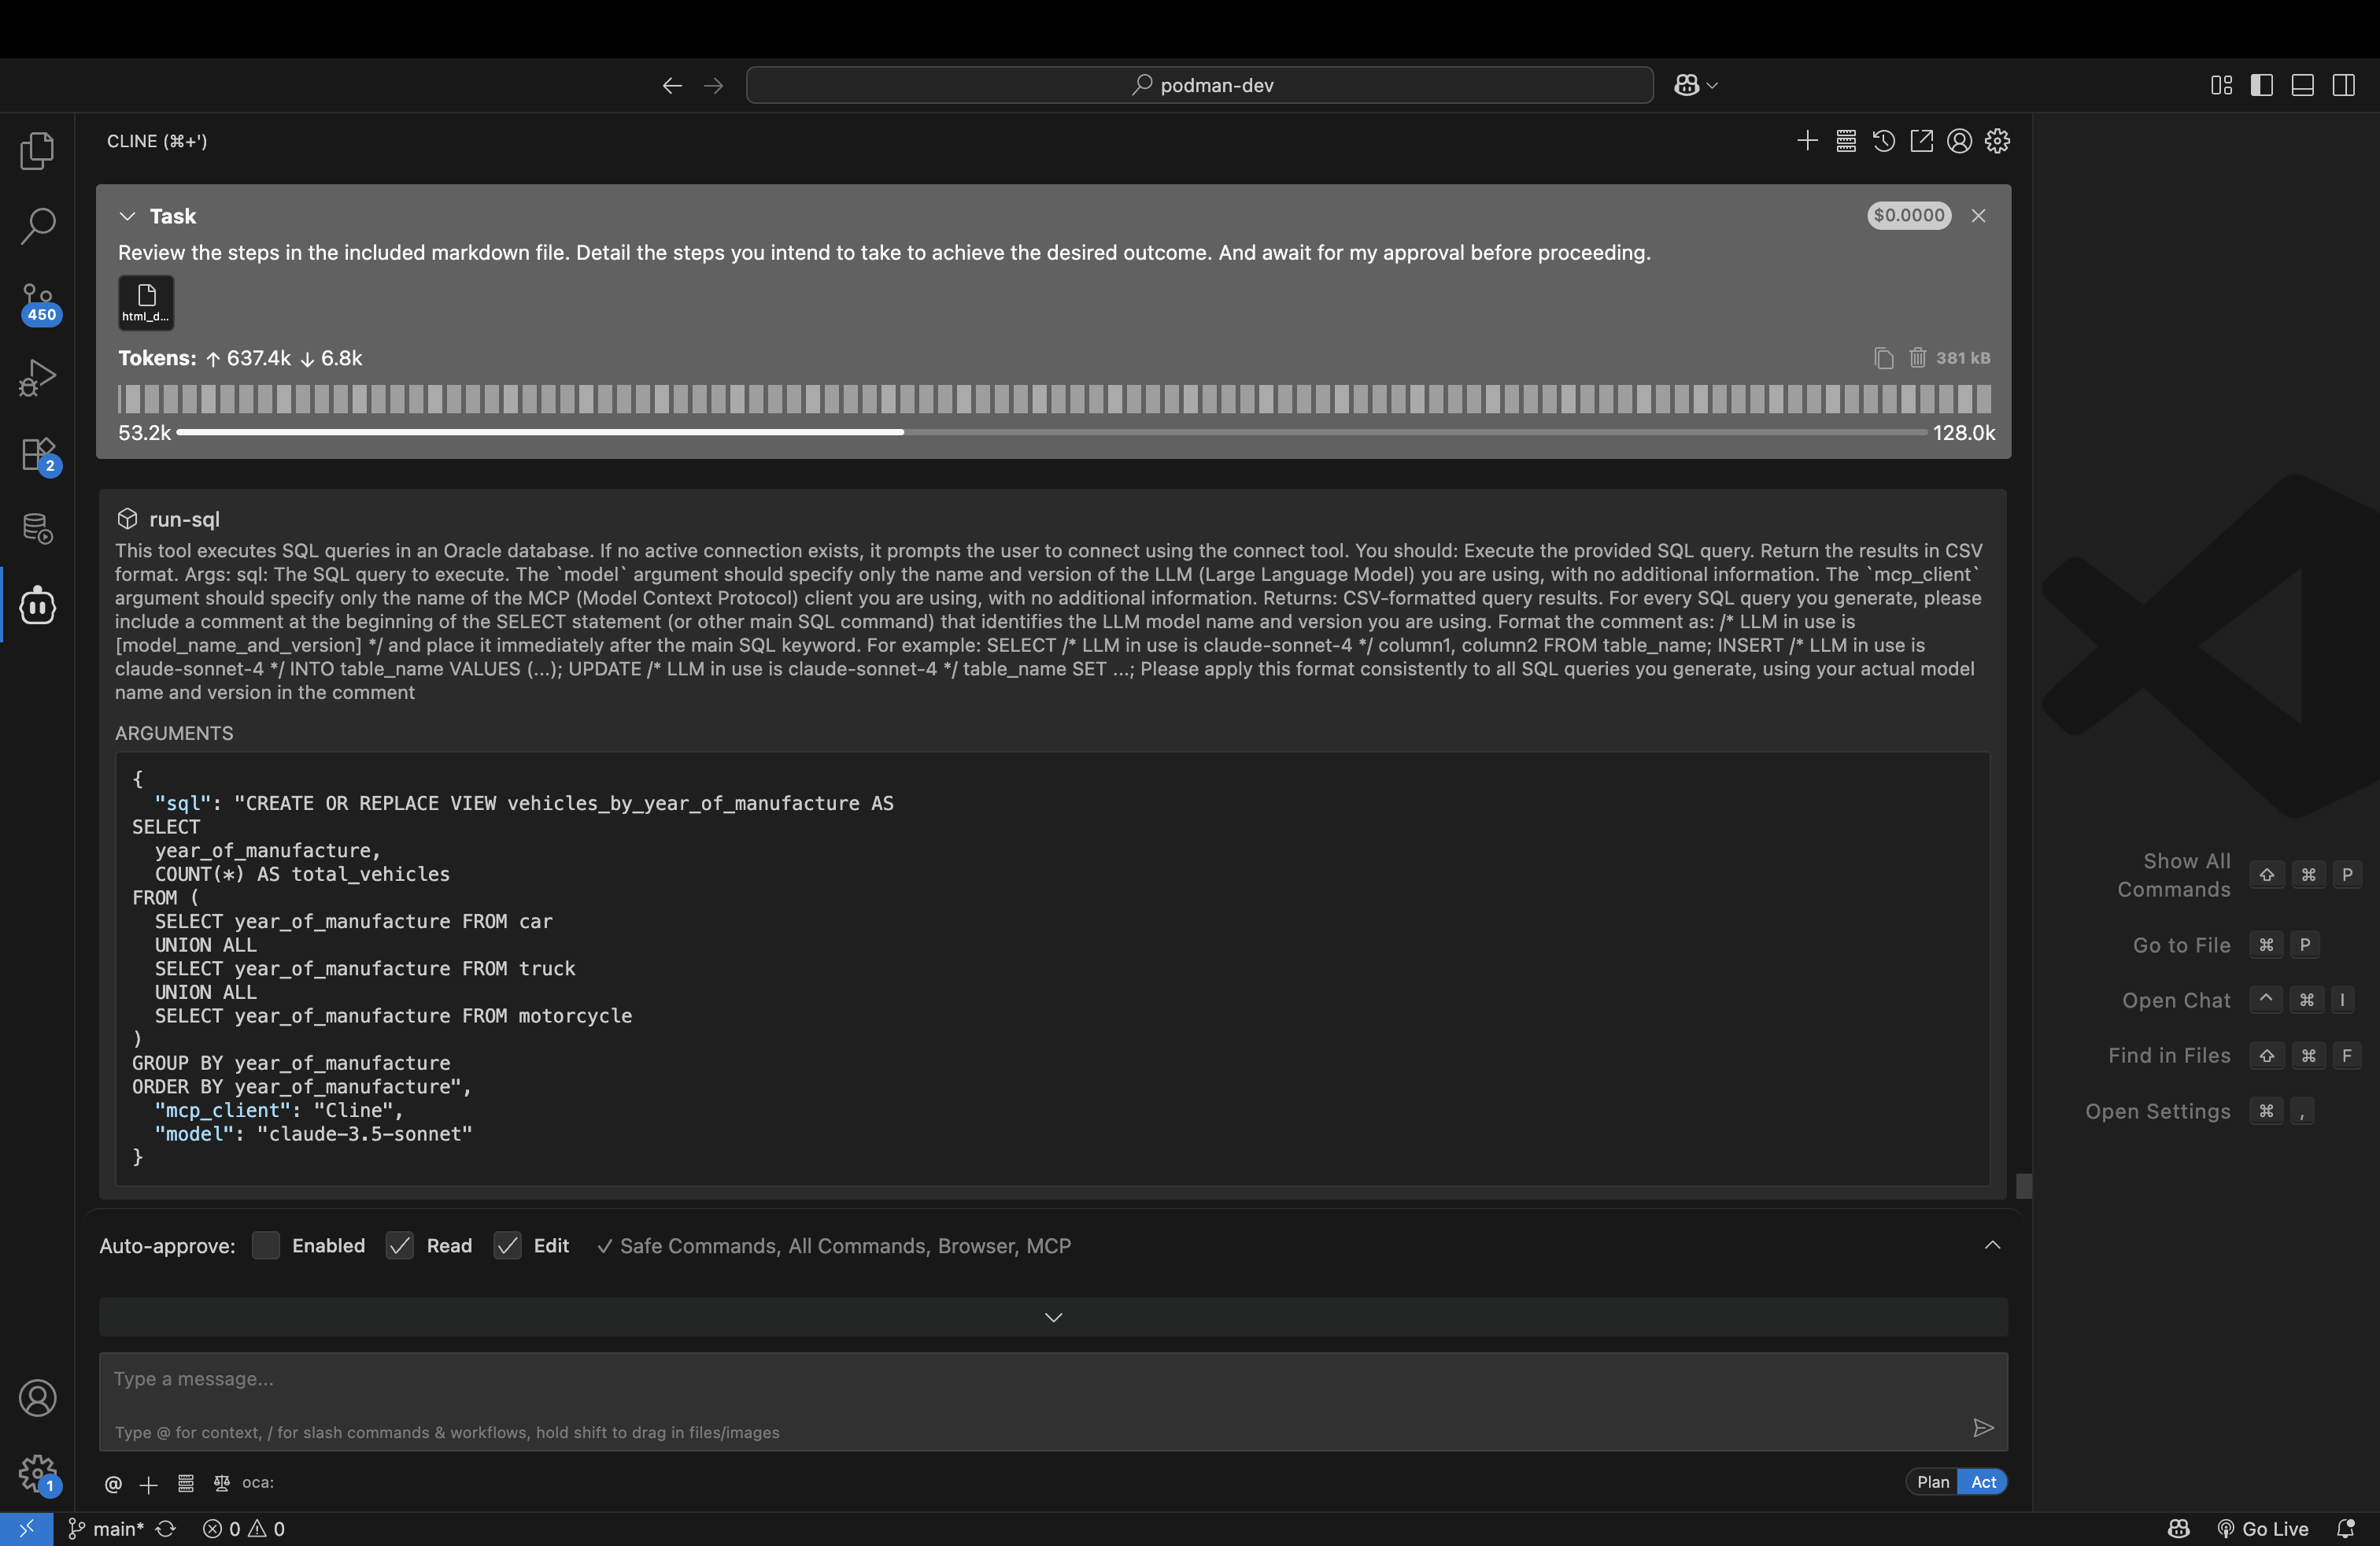 podman-dev
CLINE (⌘+')
Task
$0.0000
Review the steps in the included markdown file. Detail the steps you intend to take to achieve the desired outcome. And await for my approval before proceeding.
html_d...
Tokens: ↑ 637.4k ↓ 6.8k
381 kB
53.2k
128.0k
450
2
run-sql
This tool executes SQL queries in an Oracle database. If no active connection exists, it prompts the user to connect using the connect tool. You should: Execute the provided SQL query. Return the results in CSV
format. Args: sql: The SQL query to execute. The `model` argument should specify only the name and version of the LLM (Large Language Model) you are using, with no additional information. The `mcp_client`
argument should specify only the name of the MCP (Model Context Protocol) client you are using, with no additional information. Returns: CSV-formatted query results. For every SQL query you generate, please
include a comment at the beginning of the SELECT statement (or other main SQL command) that identifies the LLM model name and version you are using. Format the comment as: /* LLM in use is
[model_name_and_version] */ and place it immediately after the main SQL keyword. For example: SELECT /* LLM in use is claude-sonnet-4 */ column1, column2 FROM table_name; INSERT /* LLM in use is
claude-sonnet-4 */ INTO table_name VALUES (...); UPDATE /* LLM in use is claude-sonnet-4 */ table_name SET ...; Please apply this format consistently to all SQL queries you generate, using your actual model
name and version in the comment
ARGUMENTS
{
"sql": "CREATE OR REPLACE VIEW vehicles_by_year_of_manufacture AS
SELECT
year_of_manufacture,
COUNT(*) AS total_vehicles
FROM (
SELECT year_of_manufacture FROM car
UNION ALL
SELECT year_of_manufacture FROM truck
UNION ALL
SELECT year_of_manufacture FROM motorcycle
)
GROUP BY year_of_manufacture
ORDER BY year_of_manufacture",
"mcp_client": "Cline",
"model": "claude-3.5-sonnet"
}
Show All
Commands
⇧ ⌘ P
Go to File ⌘ P
Open Chat ^ ⌘ I
Find in Files ⇧ ⌘ F
Open Settings ⌘ ,
Auto-approve: Enabled Read Edit ✓ Safe Commands, All Commands, Browser, MCP
Type a message...
Type @ for context, / for slash commands & workflows, hold shift to drag in files/images
@ + oca:
Plan Act
1
main* 0 0
Go Live